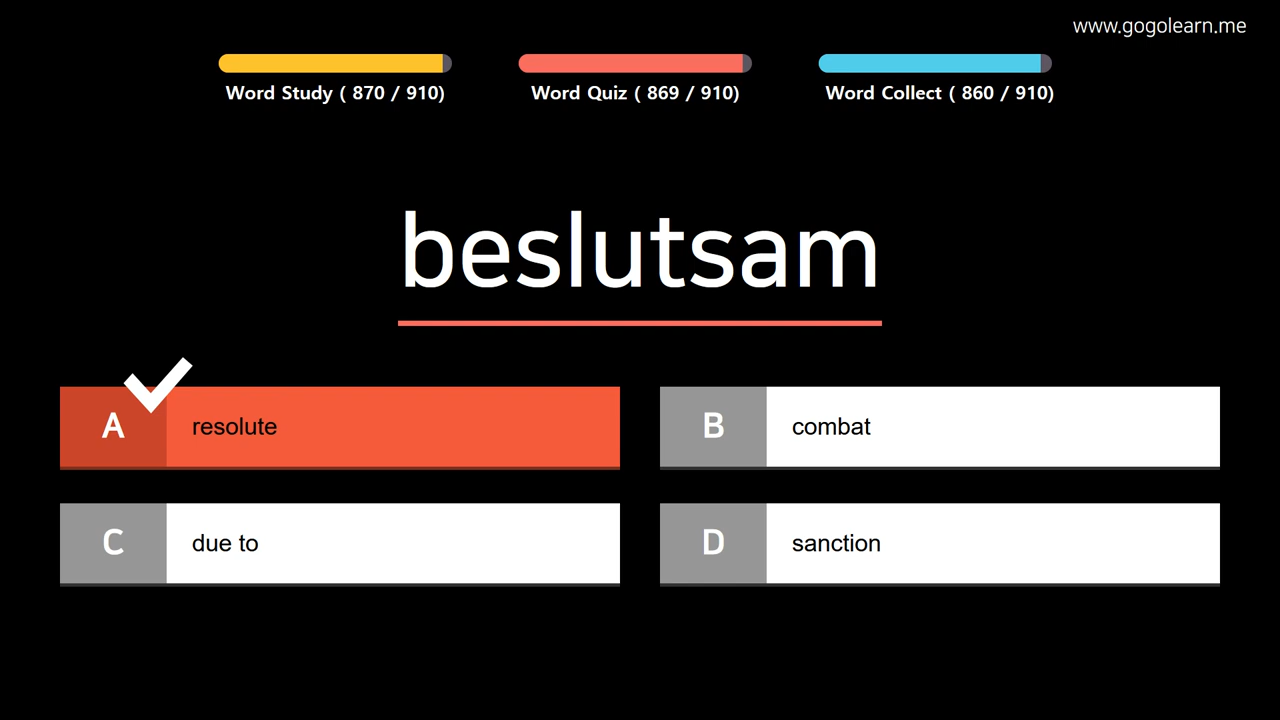 www.gogolearn.me
Word Study ( 870 / 910)
Word Quiz ( 869 / 910)
Word Collect ( 860 / 910)
beslutsam
A resolute
B combat
C due to
D sanction